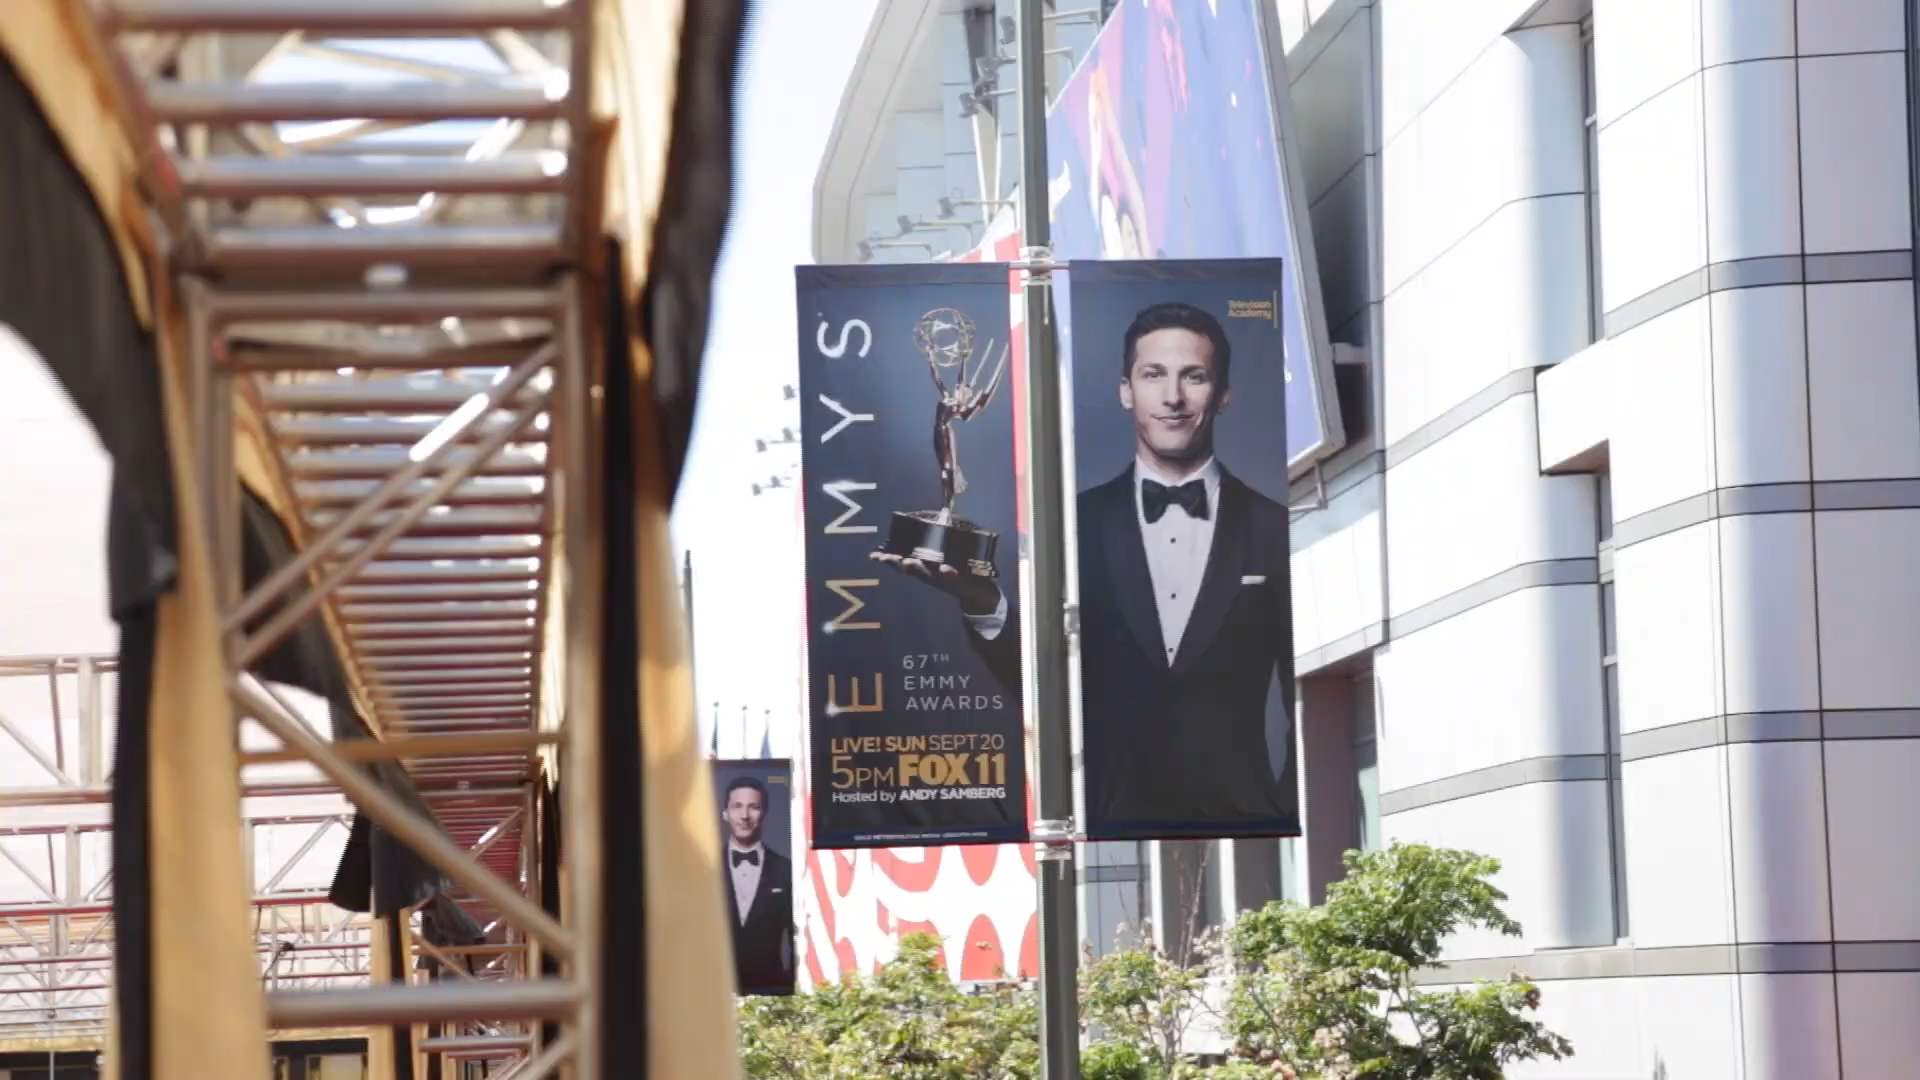 EMMYS
67TH
EMMY
AWARDS
LIVE! SUN SEPT 20
5PM FOX 11
Hosted by ANDY SAMBERG
Television
Academy